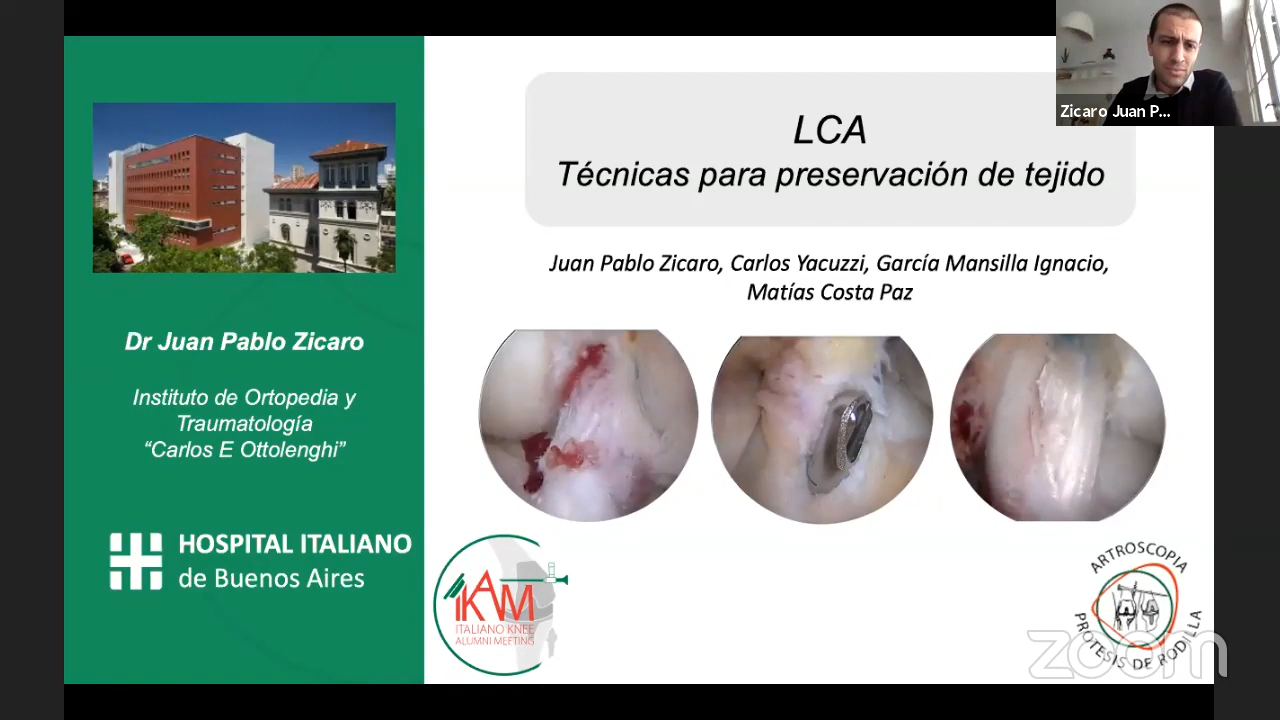 Zicaro Juan P...
LCA
Técnicas para preservación de tejido
Juan Pablo Zicaro, Carlos Yacuzzi, García Mansilla Ignacio,
Matías Costa Paz
Dr Juan Pablo Zicaro
Instituto de Ortopedia y
Traumatología
“Carlos E Ottolenghi”
HOSPITAL ITALIANO
de Buenos Aires
IKAM
ITALIANO KNEE
ALUMNI MEETING
ARTROSCOPIA
PROTESIS DE RODILLA
zoom